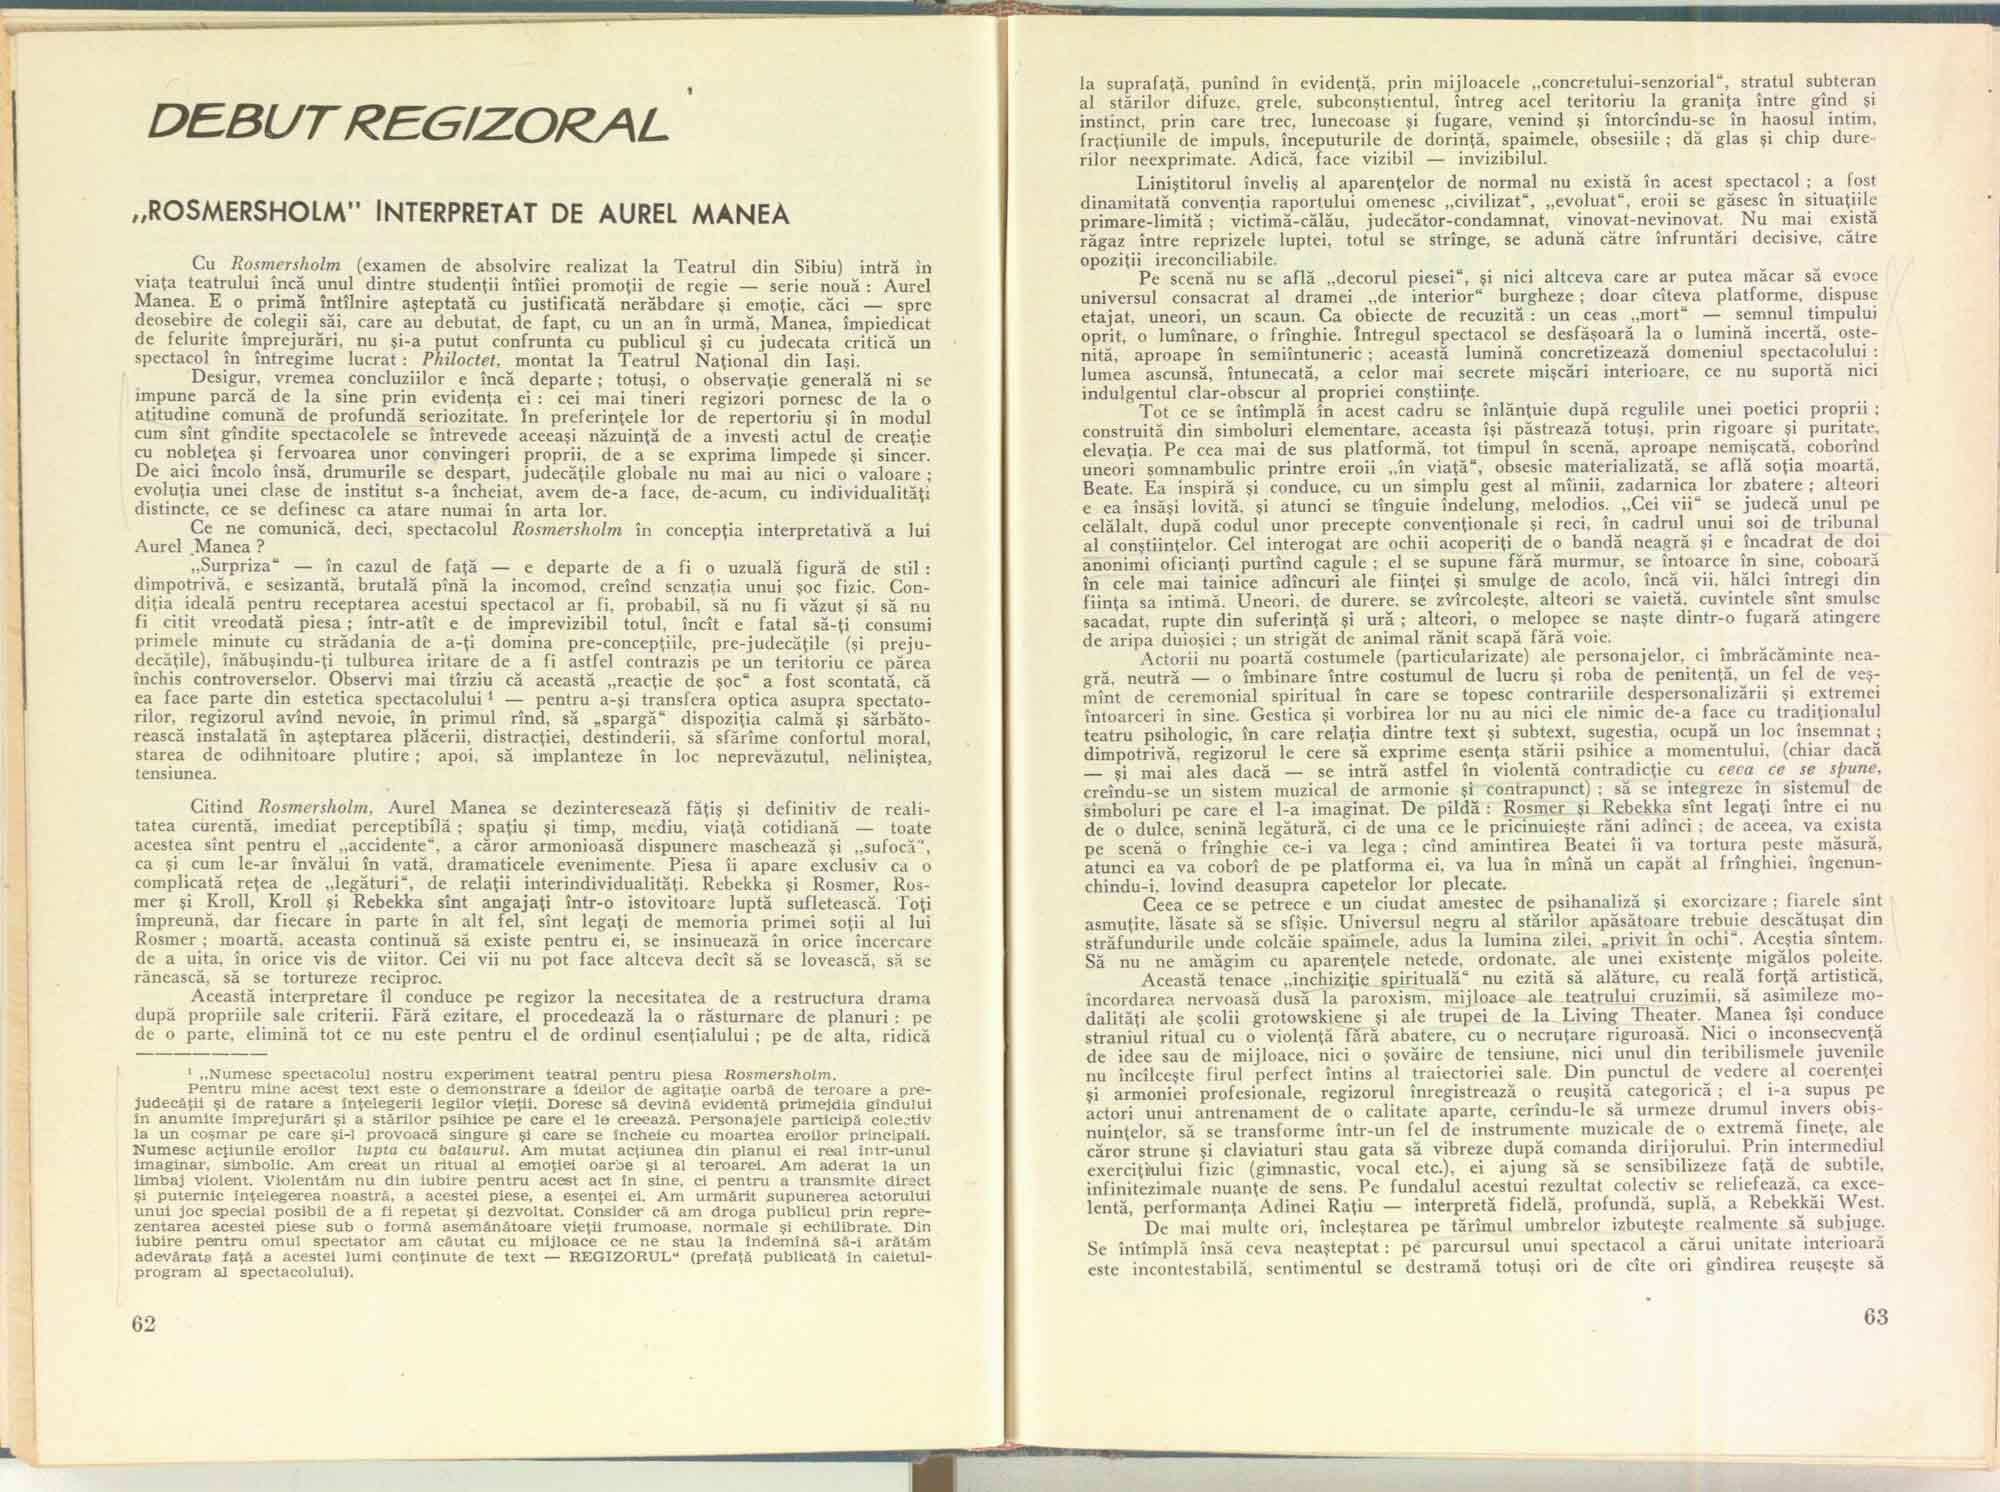 DEBUT REGIZORAL
„ROSMERSHOLM" INTERPRETAT DE AUREL MANEA
Cu Rosmersholm (examen de absolvire realizat la Teatrul din Sibiu) intră în
viața teatrului încă unul dintre studenții întîiei promoții de regie — serie nouă : Aurel
Manea. E o primă întîlnire așteptată cu justificată nerăbdare și emoție, căci — spre
deosebire de colegii săi, care au debutat, de fapt, cu un an în urmă, Manea, împiedicat
de felurite împrejurări, nu și-a putut confrunta cu publicul și cu judecata critică un
spectacol în întregime lucrat : Philoctet, montat la Teatrul Național din Iași.
Desigur, vremea concluziilor e încă departe ; totuși, o observație generală ni se
impune parcă de la sine prin evidența ei : cei mai tineri regizori pornesc de la o
atitudine comună de profundă seriozitate. În preferințele lor de repertoriu și în modul
cum sînt gîndite spectacolele se întrevede aceeași năzuință de a investi actul de creație
cu noblețea și fervoarea unor convingeri proprii, de a se exprima limpede și sincer.
De aici încolo însă, drumurile se despart, judecățile globale nu mai au nici o valoare ;
evoluția unei clase de institut s-a încheiat, avem de-a face, de-acum, cu individualități
distincte, ce se definesc ca atare numai în arta lor.
Ce ne comunică, deci, spectacolul Rosmersholm în concepția interpretativă a lui
Aurel Manea ?
„Surpriza“ — în cazul de față — e departe de a fi o uzuală figură de stil :
dimpotrivă, e sesizantă, brutală pînă la incomod, creînd senzația unui șoc fizic. Con-
diția ideală pentru receptarea acestui spectacol ar fi, probabil, să nu fi văzut și să nu
fi citit vreodată piesa ; într-atît e de imprevizibil totul, încît e fatal să-ți consumi
primele minute cu strădania de a-ți domina pre-concepțiile, pre-judecățile (și preju-
decățile), înăbușindu-ți tulburea iritare de a fi astfel contrazis pe un teritoriu ce părea
închis controverselor. Observi mai tîrziu că această „reacție de șoc“ a fost scontată, că
ea face parte din estetica spectacolului ¹ — pentru a-și transfera optica asupra spectato-
rilor, regizorul avînd nevoie, în primul rînd, să „spargă“ dispoziția calmă și sărbăto-
rească instalată în așteptarea plăcerii, distracției, destinderii, să sfărîme confortul moral,
starea de odihnitoare plutire ; apoi, să implanteze în loc neprevăzutul, neliniștea,
tensiunea.
Citind Rosmersholm, Aurel Manea se dezinteresează fățiș și definitiv de reali-
tatea curentă, imediat perceptibilă ; spațiu și timp, mediu, viață cotidiană — toate
acestea sînt pentru el „accidente“, a căror armonioasă dispunere maschează și „sufocă“,
ca și cum le-ar învălui în vată, dramaticele evenimente. Piesa îi apare exclusiv ca o
complicată rețea de „legături“, de relații interindividualități. Rebekka și Rosmer, Ros-
mer și Kroll, Kroll și Rebekka sînt angajați într-o istovitoare luptă sufletească. Toți
împreună, dar fiecare în parte în alt fel, sînt legați de memoria primei soții al lui
Rosmer ; moartă, aceasta continuă să existe pentru ei, se insinuează în orice încercare
de a uita, în orice vis de viitor. Cei vii nu pot face altceva decît să se lovească, să se
rănească, să se tortureze reciproc.
Această interpretare îl conduce pe regizor la necesitatea de a restructura drama
după propriile sale criterii. Fără ezitare, el procedează la o răsturnare de planuri : pe
de o parte, elimină tot ce nu este pentru el de ordinul esențialului ; pe de alta, ridică
¹ „Numesc spectacolul nostru experiment teatral pentru piesa Rosmersholm.
Pentru mine acest text este o demonstrare a ideilor de agitație oarbă de teroare a pre-
judecății și de ratare a înțelegerii legilor vieții. Doresc să devină evidentă primejdia gîndului
în anumite împrejurări și a stărilor psihice pe care el le creează. Personajele participă colectiv
la un coșmar pe care și-l provoacă singure și care se încheie cu moartea eroilor principali.
Numesc acțiunile eroilor lupta cu balaurul. Am mutat acțiunea din planul ei real într-unul
imaginar, simbolic. Am creat un ritual al emoției oarbe și al teroarei. Am aderat la un
limbaj violent. Violentăm nu din iubire pentru acest act în sine, ci pentru a transmite direct
și puternic înțelegerea noastră, a acestei piese, a esenței ei. Am urmărit supunerea actorului
unui joc special posibil de a fi repetat și dezvoltat. Consider că am droga publicul prin repre-
zentarea acestei piese sub o formă asemănătoare vieții frumoase, normale și echilibrate. Din
iubire pentru omul spectator am căutat cu mijloace ce ne stau la îndemînă să-i arătăm
adevărata față a acestei lumi conținute de text — REGIZORUL“ (prefață publicată în caietul-
program al spectacolului).
62
la suprafață, punînd în evidență, prin mijloacele „concretului-senzorial“, stratul subteran
al stărilor difuze, grele, subconștientul, întreg acel teritoriu la granița între gînd și
instinct, prin care trec, lunecoase și fugare, venind și întorcîndu-se în haosul intim,
fracțiunile de impuls, începuturile de dorință, spaimele, obsesiile ; dă glas și chip dure-
rilor neexprimate. Adică, face vizibil — invizibilul.
Liniștitorul înveliș al aparențelor de normal nu există în acest spectacol ; a fost
dinamitată convenția raportului omenesc „civilizat“, „evoluat“, eroii se găsesc în situațiile
primare-limită ; victimă-călău, judecător-condamnat, vinovat-nevinovat. Nu mai există
răgaz între reprizele luptei, totul se strînge, se adună către înfruntări decisive, către
opoziții ireconciliabile.
Pe scenă nu se află „decorul piesei“, și nici altceva care ar putea măcar să evoce
universul consacrat al dramei „de interior“ burgheze ; doar cîteva platforme, dispuse
etajat, uneori, un scaun. Ca obiecte de recuzită : un ceas „mort“ — semnul timpului
oprit, o lumînare, o frînghie. Întregul spectacol se desfășoară la o lumină incertă, oste-
nită, aproape în semiîntuneric ; această lumină concretizează domeniul spectacolului :
lumea ascunsă, întunecată, a celor mai secrete mișcări interioare, ce nu suportă nici
indulgentul clar-obscur al propriei conștiințe.
Tot ce se întîmplă în acest cadru se înlănțuie după regulile unei poetici proprii ;
construită din simboluri elementare, aceasta își păstrează totuși, prin rigoare și puritate,
elevația. Pe cea mai de sus platformă, tot timpul în scenă, aproape nemișcată, coborînd
uneori somnambulic printre eroii „în viață“, obsesie materializată, se află soția moartă,
Beate. Ea inspiră și conduce, cu un simplu gest al mîinii, zadarnica lor zbatere ; alteori
e ea însăși lovită, și atunci se tînguie îndelung, melodios. „Cei vii“ se judecă unul pe
celălalt, după codul unor precepte convenționale și reci, în cadrul unui soi de tribunal
al conștiințelor. Cel interogat are ochii acoperiți de o bandă neagră și e încadrat de doi
anonimi oficianți purtînd cagule ; el se supune fără murmur, se întoarce în sine, coboară
în cele mai tainice adîncuri ale ființei și smulge de acolo, încă vii, hălci întregi din
ființa sa intimă. Uneori, de durere, se zvîrcolește, alteori se vaietă, cuvintele sînt smulse
sacadat, rupte din suferință și ură ; alteori, o melopee se naște dintr-o fugară atingere
de aripa duioșiei ; un strigăt de animal rănit scapă fără voie.
Actorii nu poartă costumele (particularizate) ale personajelor, ci îmbrăcăminte nea-
gră, neutră — o îmbinare între costumul de lucru și roba de penitență, un fel de veș-
mînt de ceremonial spiritual în care se topesc contrariile despersonalizării și extremei
întoarceri în sine. Gestica și vorbirea lor nu au nici ele nimic de-a face cu tradiționalul
teatru psihologic, în care relația dintre text și subtext, sugestia, ocupă un loc însemnat ;
dimpotrivă, regizorul le cere să exprime esența stării psihice a momentului, (chiar dacă
— și mai ales dacă — se intră astfel în violentă contradicție cu ceea ce se spune,
creîndu-se un sistem muzical de armonie și contrapunct) ; să se integreze în sistemul de
simboluri pe care el l-a imaginat. De pildă : Rosmer și Rebekka sînt legați între ei nu
de o dulce, senină legătură, ci de una ce le pricinuiește răni adînci ; de aceea, va exista
pe scenă o frînghie ce-i va lega ; cînd amintirea Beatei îi va tortura peste măsură,
atunci ea va coborî de pe platforma ei, va lua în mînă un capăt al frînghiei, îngenun-
chindu-i, lovind deasupra capetelor lor plecate.
Ceea ce se petrece e un ciudat amestec de psihanaliză și exorcizare ; fiarele sînt
asmuțite, lăsate să se sfîșie. Universul negru al stărilor apăsătoare trebuie descătușat din
străfundurile unde colcăie spaimele, adus la lumina zilei, „privit în ochi“. Aceștia sîntem.
Să nu ne amăgim cu aparențele netede, ordonate, ale unei existențe migălos poleite.
Această tenace „inchiziție spirituală“ nu ezită să alăture, cu reală forță artistică,
încordarea nervoasă dusă la paroxism, mijloace ale teatrului cruzimii, să asimileze mo-
dalități ale școlii grotowskiene și ale trupei de la Living Theater. Manea își conduce
straniul ritual cu o violență fără abatere, cu o necruțare riguroasă. Nici o inconsecvență
de idee sau de mijloace, nici o șovăire de tensiune, nici unul din teribilismele juvenile
nu încîlcește firul perfect întins al traiectoriei sale. Din punctul de vedere al coerenței
și armoniei profesionale, regizorul înregistrează o reușită categorică ; el i-a supus pe
actori unui antrenament de o calitate aparte, cerîndu-le să urmeze drumul invers obiș-
nuințelor, să se transforme într-un fel de instrumente muzicale de o extremă finețe, ale
căror strune și claviaturi stau gata să vibreze după comanda dirijorului. Prin intermediul
exercițiului fizic (gimnastic, vocal etc.), ei ajung să se sensibilizeze față de subtile,
infinitezimale nuanțe de sens. Pe fundalul acestui rezultat colectiv se reliefează, ca exce-
lentă, performanța Adinei Rațiu — interpretă fidelă, profundă, suplă, a Rebekkăi West.
De mai multe ori, încleștarea pe tărîmul umbrelor izbutește realmente să subjuge.
Se întîmplă însă ceva neașteptat : pe parcursul unui spectacol a cărui unitate interioară
este incontestabilă, sentimentul se destramă totuși ori de cîte ori gîndirea reușește să
63